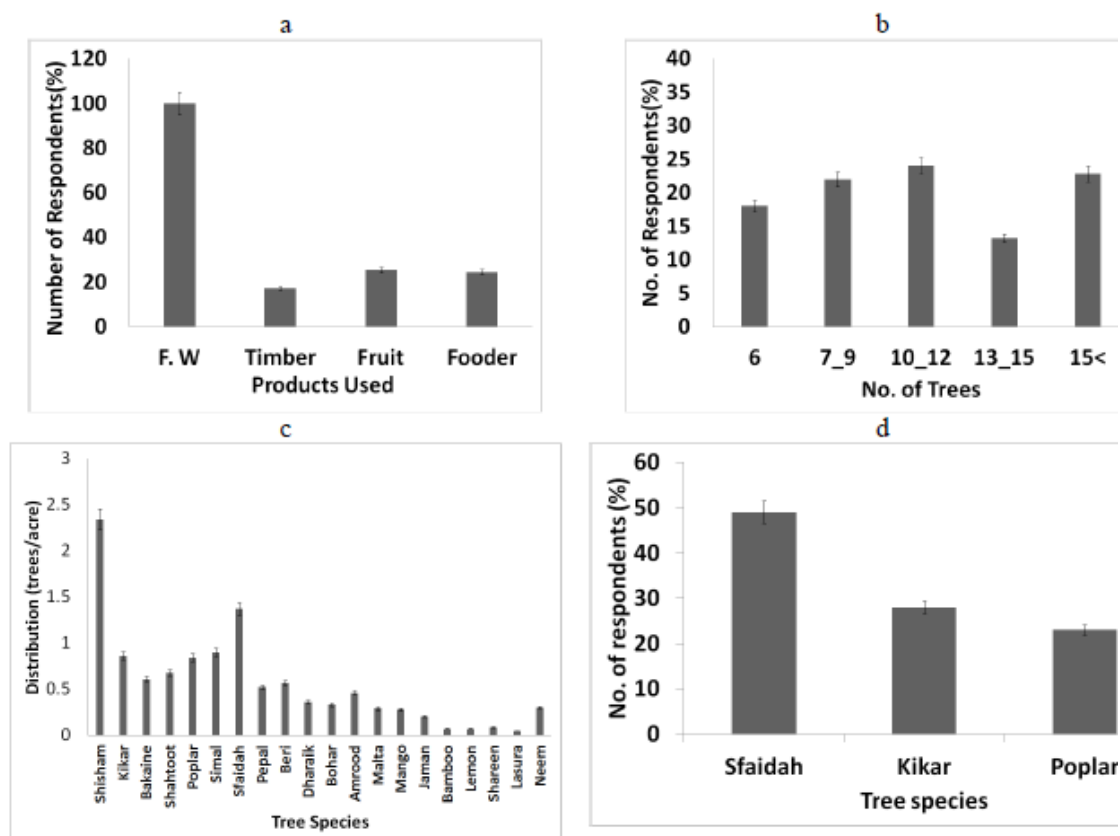 a
120
100
80
60
40
20
0
Number of Respondents(%)
F. W Timber Fruit Fooder
Products Used
b
40
35
30
25
20
15
10
5
0
No. of Respondents(%)
6 7_9 10_12 13_15 15<
No. of Trees
c
3
2.5
2
1.5
1
0.5
0
Distribution (trees/acre)
Shisham
Kikar
Bakaine
Shahtoot
Poplar
Simal
Sfaidah
Pepal
Beri
Dharaik
Bohar
Amrood
Malta
Mango
Jaman
Bamboo
Lemon
Shareen
Lasura
Neem
Tree Species
d
60
50
40
30
20
10
0
No. of respondents (%)
Sfaidah Kikar Poplar
Tree species